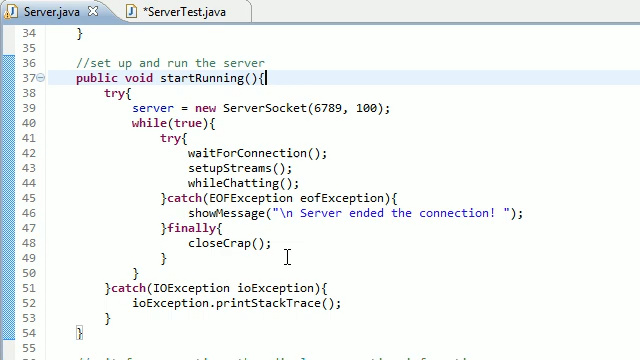 Server.java *ServerTest.java
34 }
35
36 //set up and run the server
37 public void startRunning(){
38 try{
39 server = new ServerSocket(6789, 100);
40 while(true){
41 try{
42 waitForConnection();
43 setupStreams();
44 whileChatting();
45 }catch(EOFException eofException){
46 showMessage("\n Server ended the connection! ");
47 }finally{
48 closeCrap();
49 }
50 }
51 }catch(IOException ioException){
52 ioException.printStackTrace();
53 }
54 }
55